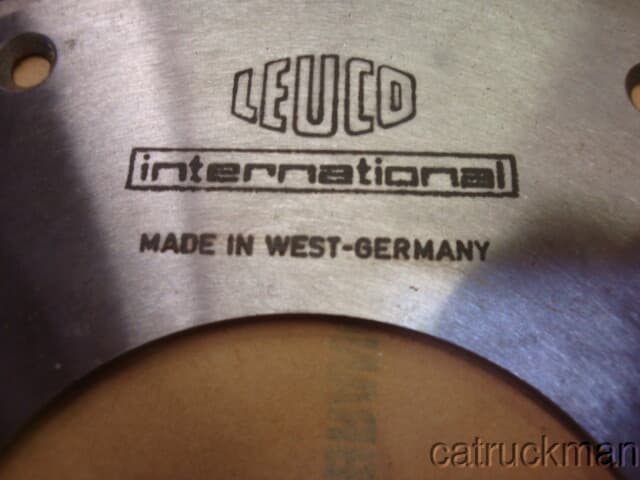 LEUCO
international
MADE IN WEST-GERMANY
catruckman